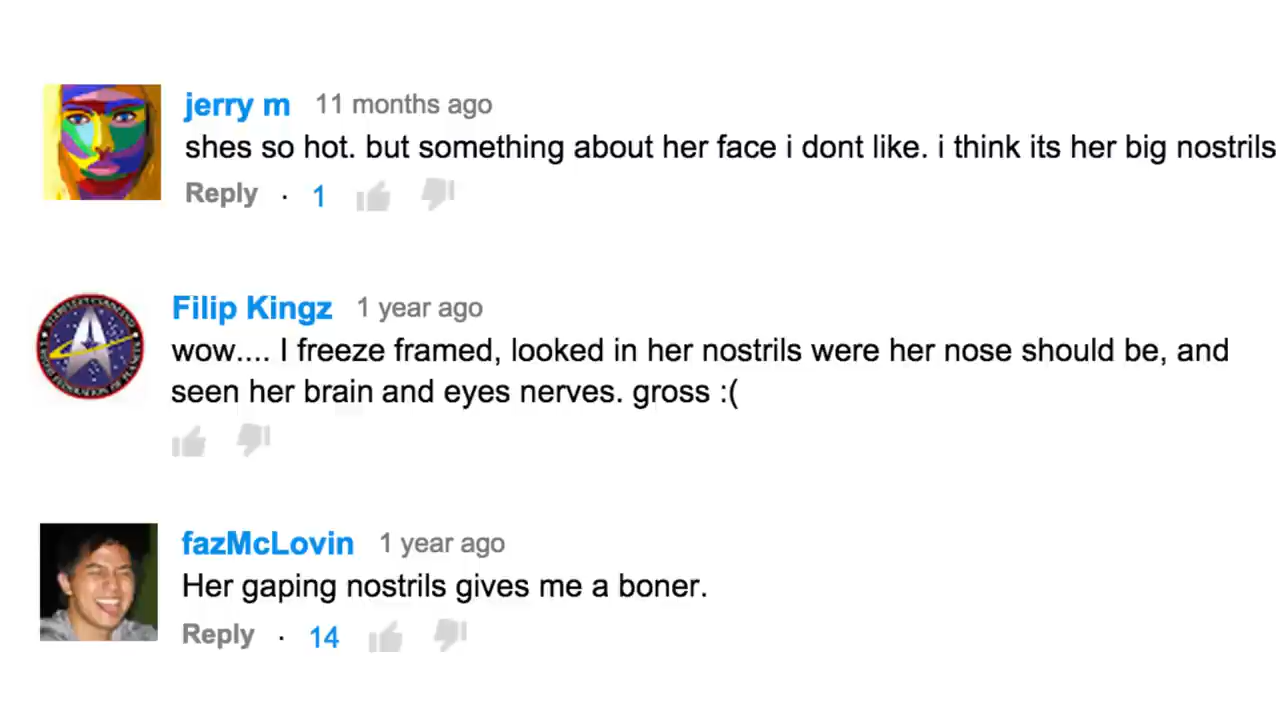 jerry m 11 months ago
shes so hot. but something about her face i dont like. i think its her big nostrils
Reply · 1
Filip Kingz 1 year ago
wow.... I freeze framed, looked in her nostrils were her nose should be, and
seen her brain and eyes nerves. gross :(
fazMcLovin 1 year ago
Her gaping nostrils gives me a boner.
Reply · 14